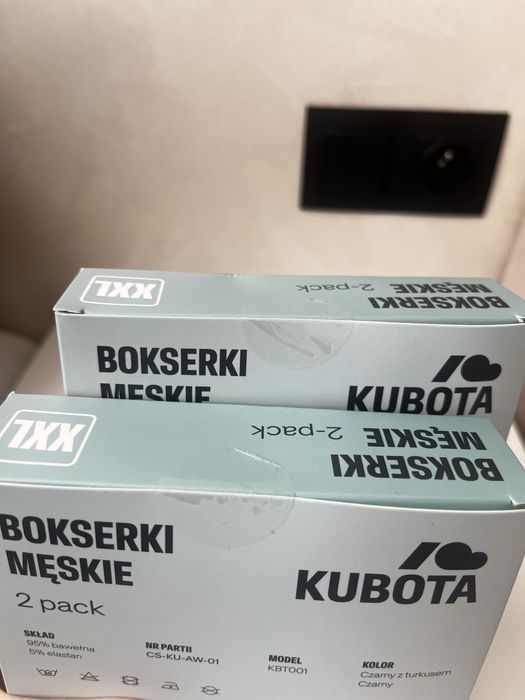 XXL
2-pack
BOKSERKI
MĘSKIE
BOKSERKI
MĘSKIE
KUBOTA
XXL
2-pack
BOKSERKI
MĘSKIE
BOKSERKI
MĘSKIE
2 pack
KUBOTA
SKŁAD
95% bawełna
5% elastan
NR PARTII
CS-KU-AW-01
MODEL
KBT001
KOLOR
Czarny z turkusem
Czarny